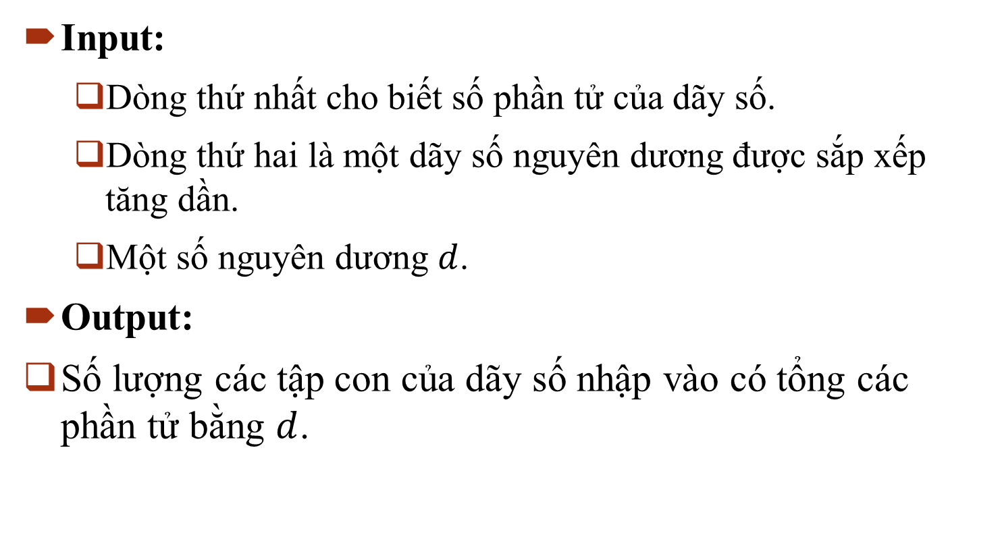 Input:
Dòng thứ nhất cho biết số phần tử của dãy số.
Dòng thứ hai là một dãy số nguyên dương được sắp xếp
tăng dần.
Một số nguyên dương d.
Output:
Số lượng các tập con của dãy số nhập vào có tổng các
phần tử bằng d.